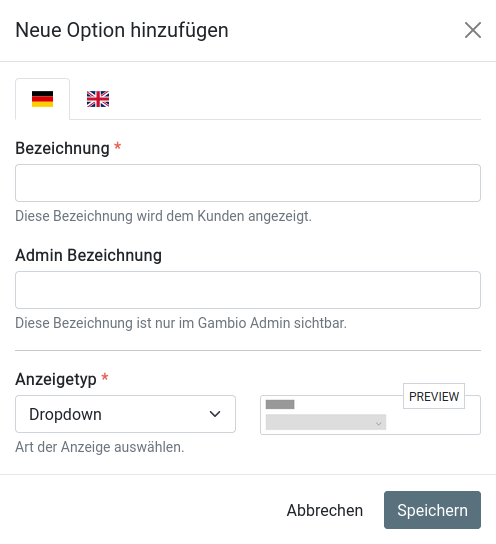 Neue Option hinzufügen
Bezeichnung *
Diese Bezeichnung wird dem Kunden angezeigt.
Admin Bezeichnung
Diese Bezeichnung ist nur im Gambio Admin sichtbar.
Anzeigetyp *
Dropdown
PREVIEW
Art der Anzeige auswählen.
Abbrechen
Speichern